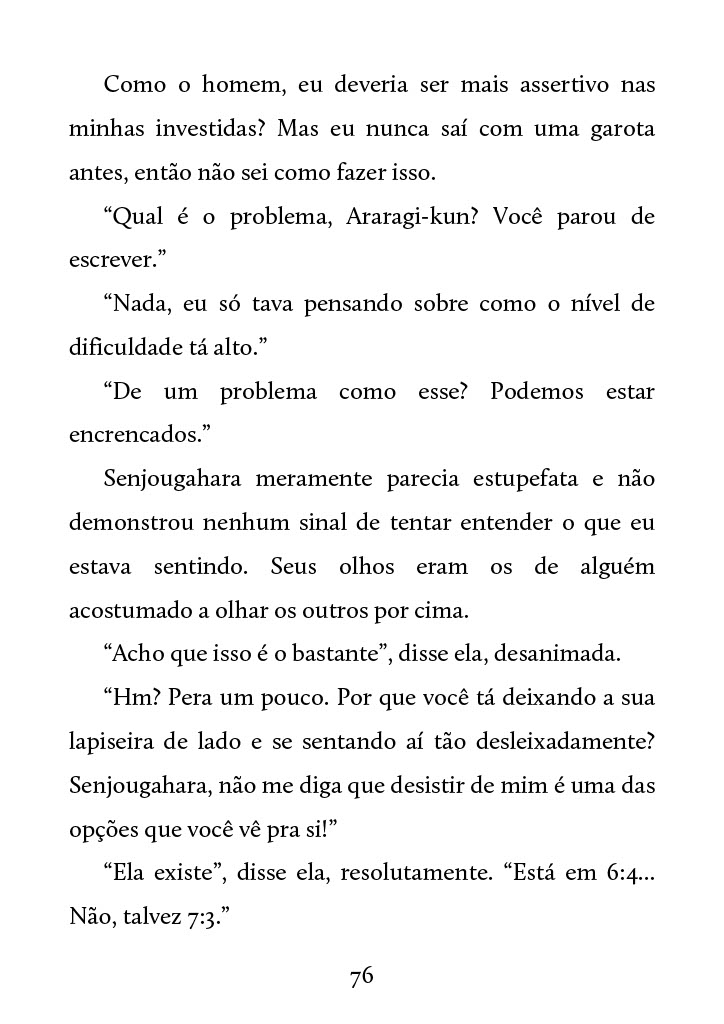 Como o homem, eu deveria ser mais assertivo nas
minhas investidas? Mas eu nunca saí com uma garota
antes, então não sei como fazer isso.
“Qual é o problema, Araragi-kun? Você parou de
escrever.”
“Nada, eu só tava pensando sobre como o nível de
dificuldade tá alto.”
“De um problema como esse? Podemos estar
encrencados.”
Senjougahara meramente parecia estupefata e não
demonstrou nenhum sinal de tentar entender o que eu
estava sentindo. Seus olhos eram os de alguém
acostumado a olhar os outros por cima.
“Acho que isso é o bastante”, disse ela, desanimada.
“Hm? Pera um pouco. Por que você tá deixando a sua
lapiseira de lado e se sentando aí tão desleixadamente?
Senjougahara, não me diga que desistir de mim é uma das
opções que você vê pra si!”
“Ela existe”, disse ela, resolutamente. “Está em 6:4...
Não, talvez 7:3.”
76